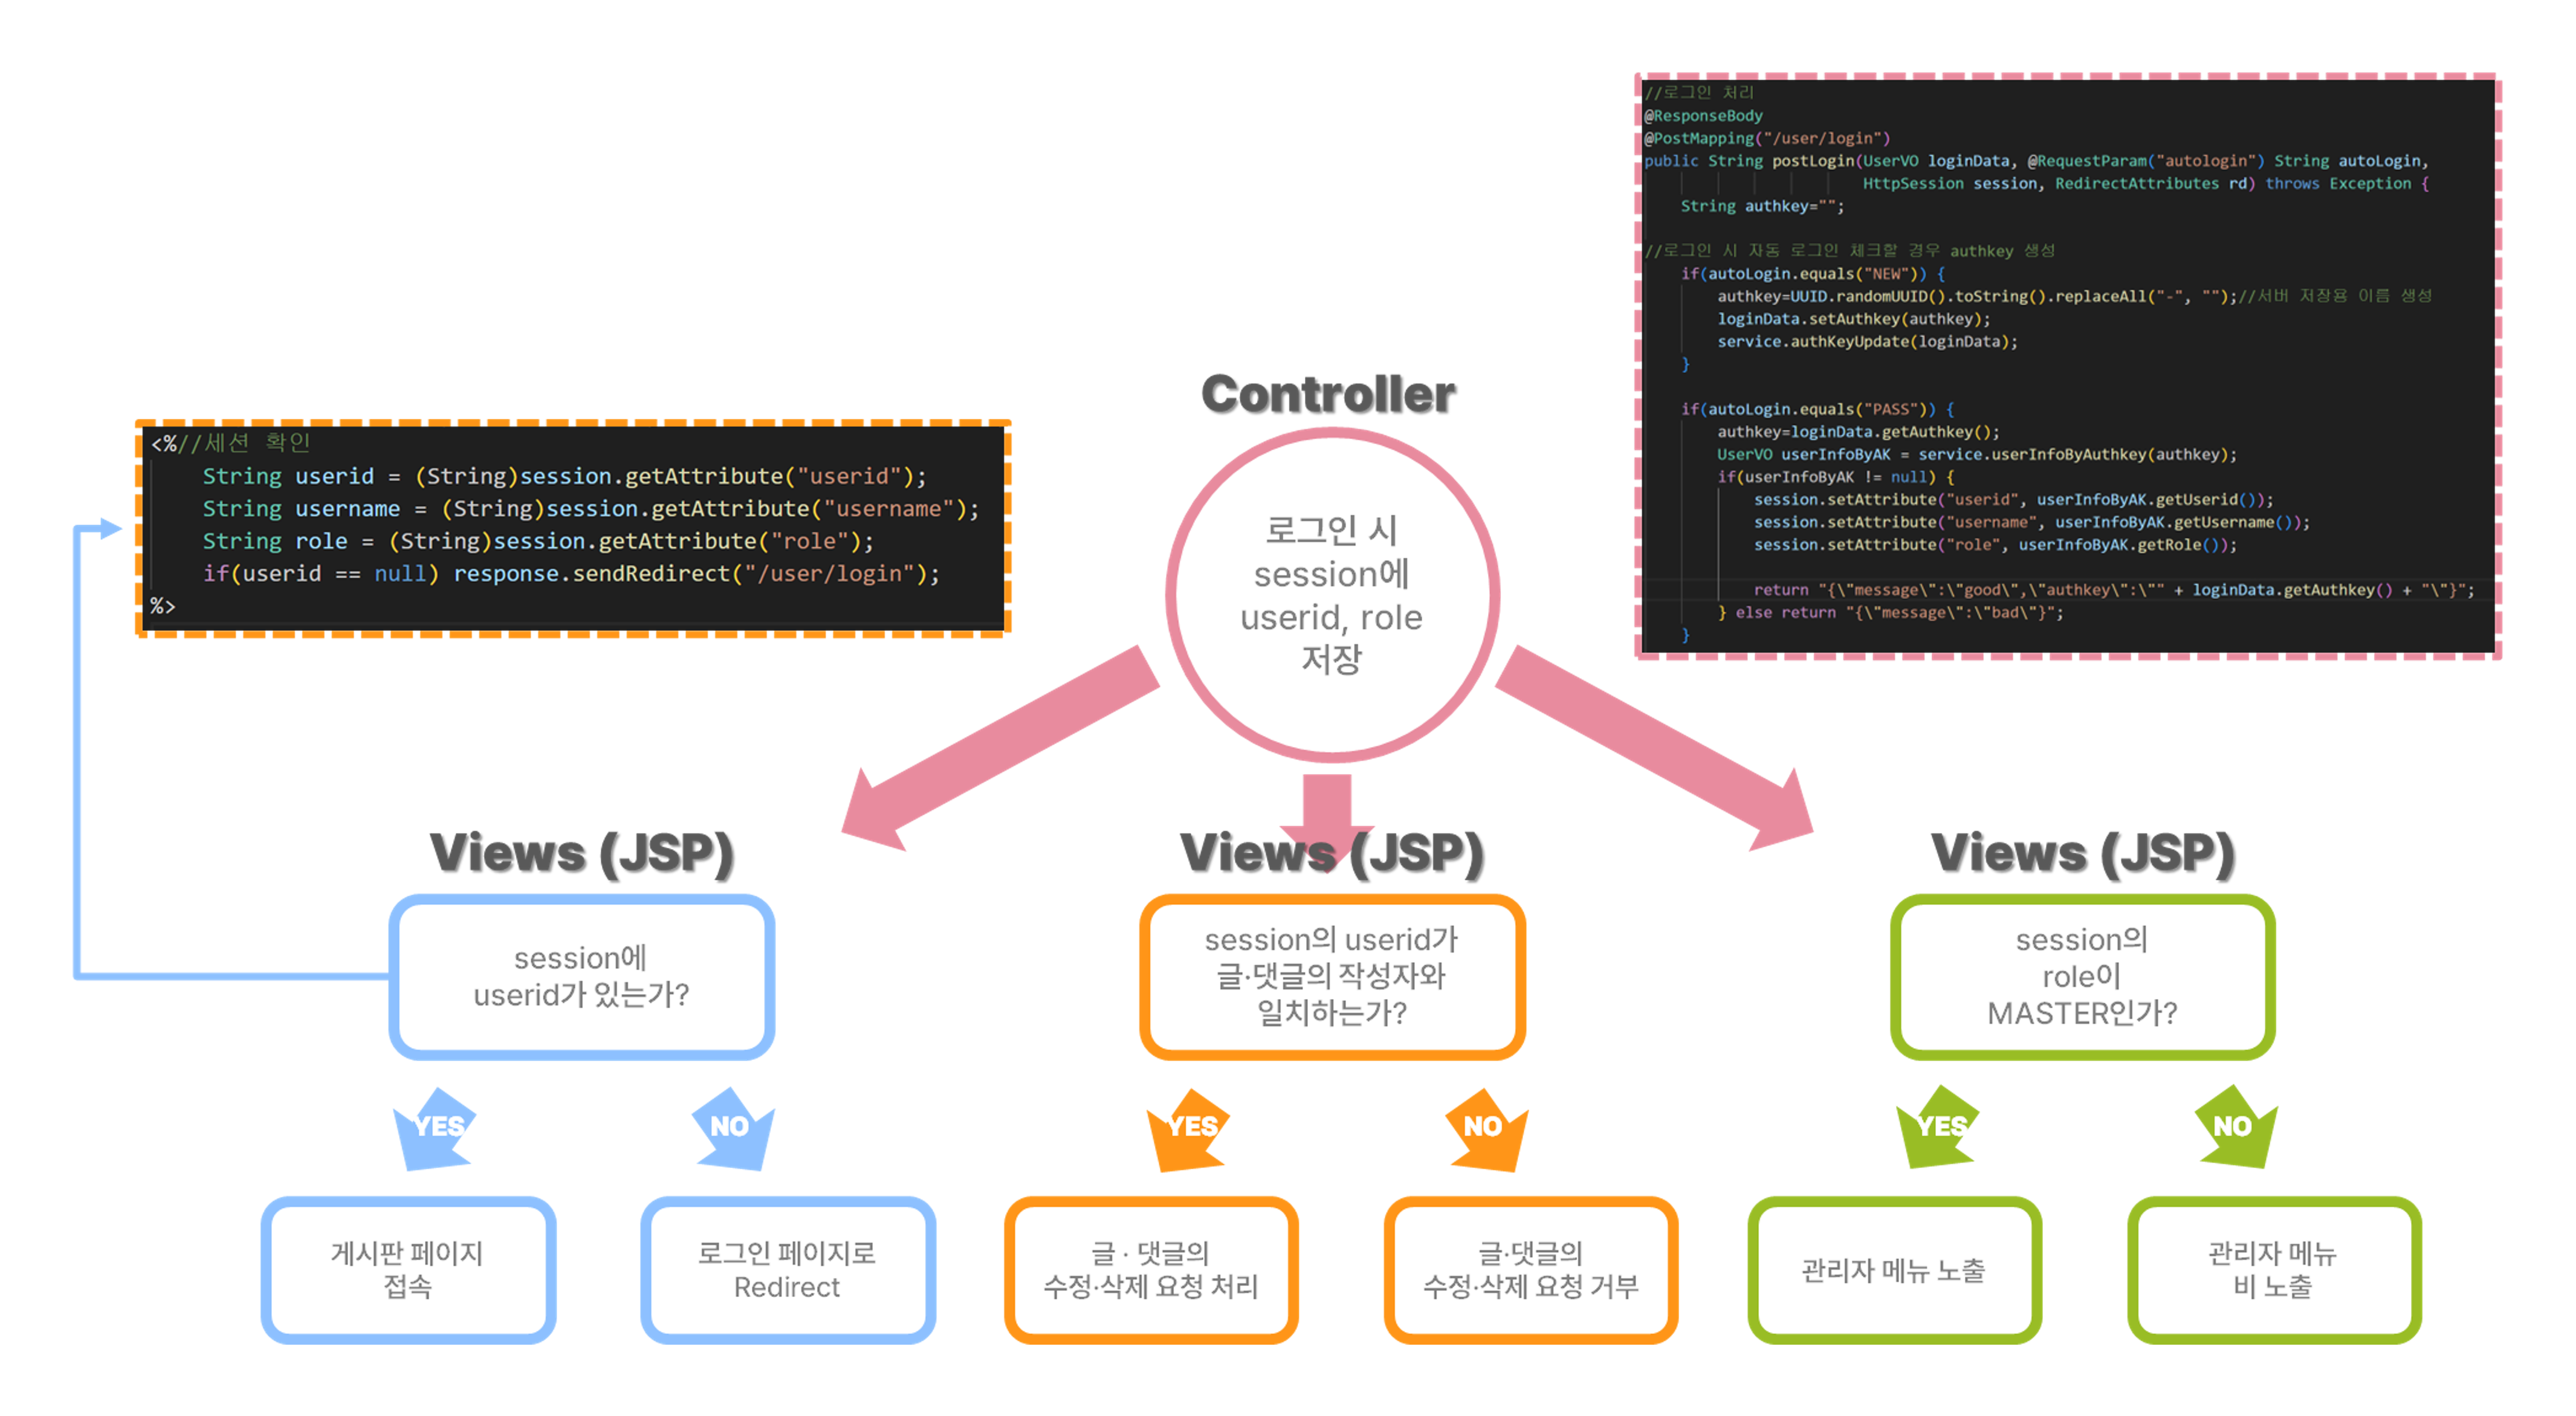 //로그인 처리
@ResponseBody
@PostMapping("/user/login")
public String postLogin(UserVO loginData, @RequestParam("autologin") String autoLogin,
HttpSession session, RedirectAttributes rd) throws Exception {
String authkey="";
//로그인 시 자동 로그인 체크할 경우 authkey 생성
if(autoLogin.equals("NEW")) {
authkey=UUID.randomUUID().toString().replaceAll("-", "");//서버 저장용 이름 생성
loginData.setAuthkey(authkey);
service.authKeyUpdate(loginData);
}
if(autoLogin.equals("PASS")) {
authkey=loginData.getAuthkey();
UserVO userInfoByAK = service.userInfoByAuthkey(authkey);
if(userInfoByAK != null) {
session.setAttribute("userid", userInfoByAK.getUserid());
session.setAttribute("username", userInfoByAK.getUsername());
session.setAttribute("role", userInfoByAK.getRole());
return "{\"message\":\"good\",\"authkey\":\"" + loginData.getAuthkey() + "\"}";
} else return "{\"message\":\"bad\"}";
}
<%//세션 확인
String userid = (String)session.getAttribute("userid");
String username = (String)session.getAttribute("username");
String role = (String)session.getAttribute("role");
if(userid == null) response.sendRedirect("/user/login");
%>
Controller
로그인 시
session에
userid, role
저장
Views (JSP)
session에
userid가 있는가?
YES
NO
게시판 페이지
접속
로그인 페이지로
Redirect
Views (JSP)
session의 userid가
글·댓글의 작성자와
일치하는가?
YES
NO
글 · 댓글의
수정·삭제 요청 처리
글·댓글의
수정·삭제 요청 거부
Views (JSP)
session의
role이
MASTER인가?
YES
NO
관리자 메뉴 노출
관리자 메뉴
비 노출